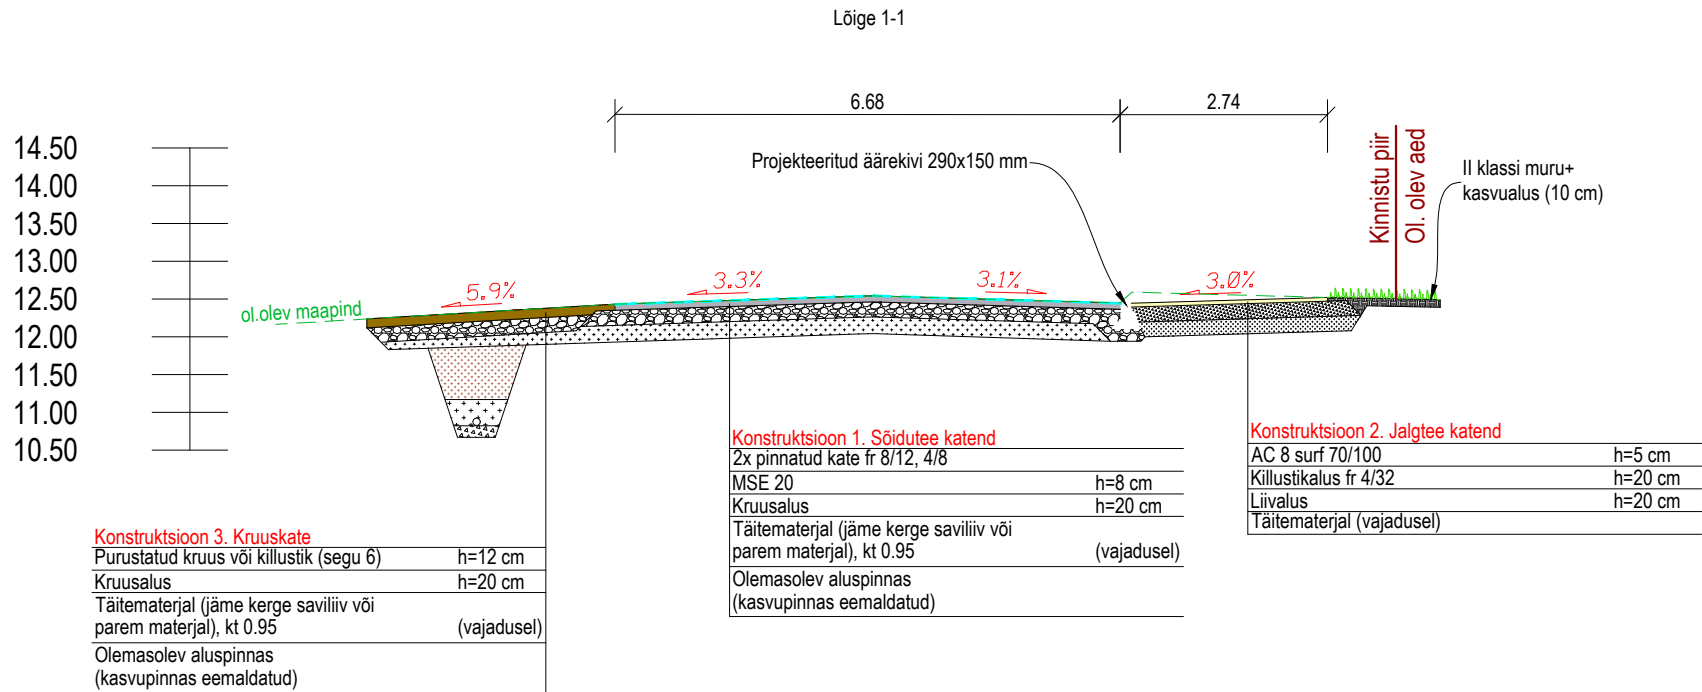 Lõige 1-1
6.68
2.74
14.50
14.00
13.50
13.00
12.50
12.00
11.50
11.00
10.50
Projekteeritud äärekivi 290x150 mm
Kinnistu piir
Ol. olev aed
II klassi muru+
kasvualus (10 cm)
ol.olev maapind
5.9%
3.3%
3.1%
3.0%
Konstruktsioon 3. Kruuskate
Purustatud kruus või killustik (segu 6) h=12 cm
Kruusalus h=20 cm
Täitematerjal (jäme kerge saviliiv või
parem materjal), kt 0.95 (vajadusel)
Olemasolev aluspinnas
(kasvupinnas eemaldatud)
Konstruktsioon 1. Sõidutee katend
2x pinnatud kate fr 8/12, 4/8
MSE 20 h=8 cm
Kruusalus h=20 cm
Täitematerjal (jäme kerge saviliiv või
parem materjal), kt 0.95 (vajadusel)
Olemasolev aluspinnas
(kasvupinnas eemaldatud)
Konstruktsioon 2. Jalgtee katend
AC 8 surf 70/100 h=5 cm
Killustikalus fr 4/32 h=20 cm
Liivalus h=20 cm
Täitematerjal (vajadusel)